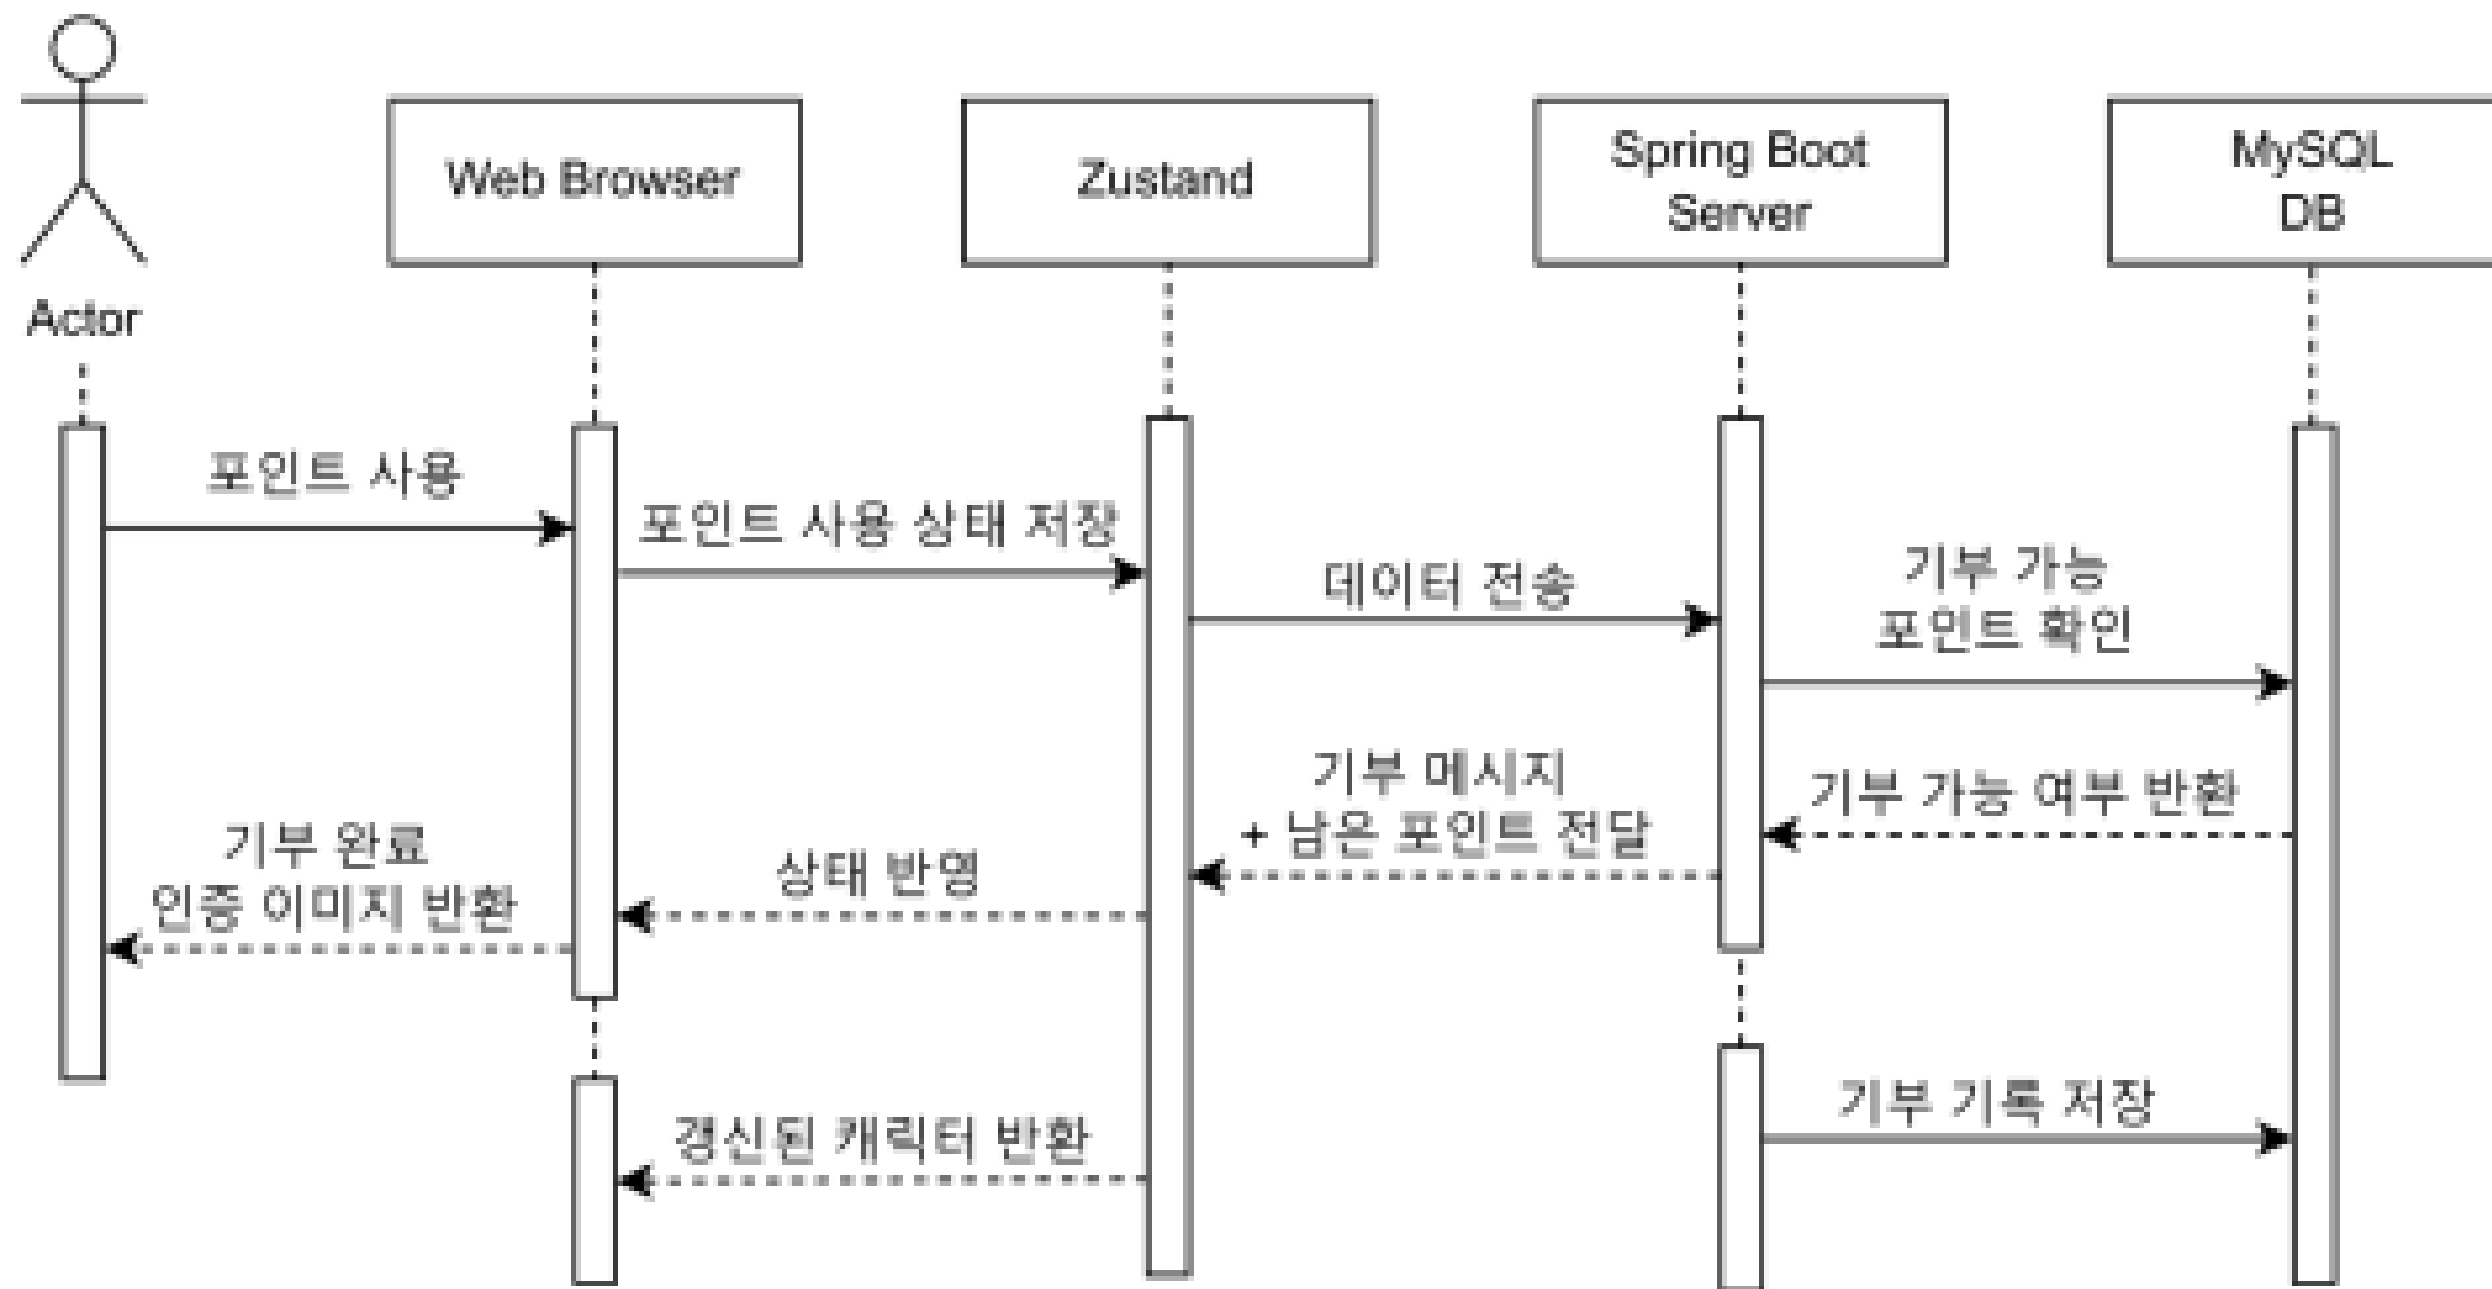 Web Browser
Zustand
Spring Boot
Server
MySQL
DB
Actor
포인트 사용
포인트 사용 상태 저장
데이터 전송
기부 가능
포인트 확인
기부 가능 여부 반환
기부 메시지
+ 남은 포인트 전달
상태 반영
기부 완료
인증 이미지 반환
기부 기록 저장
갱신된 캐릭터 반환